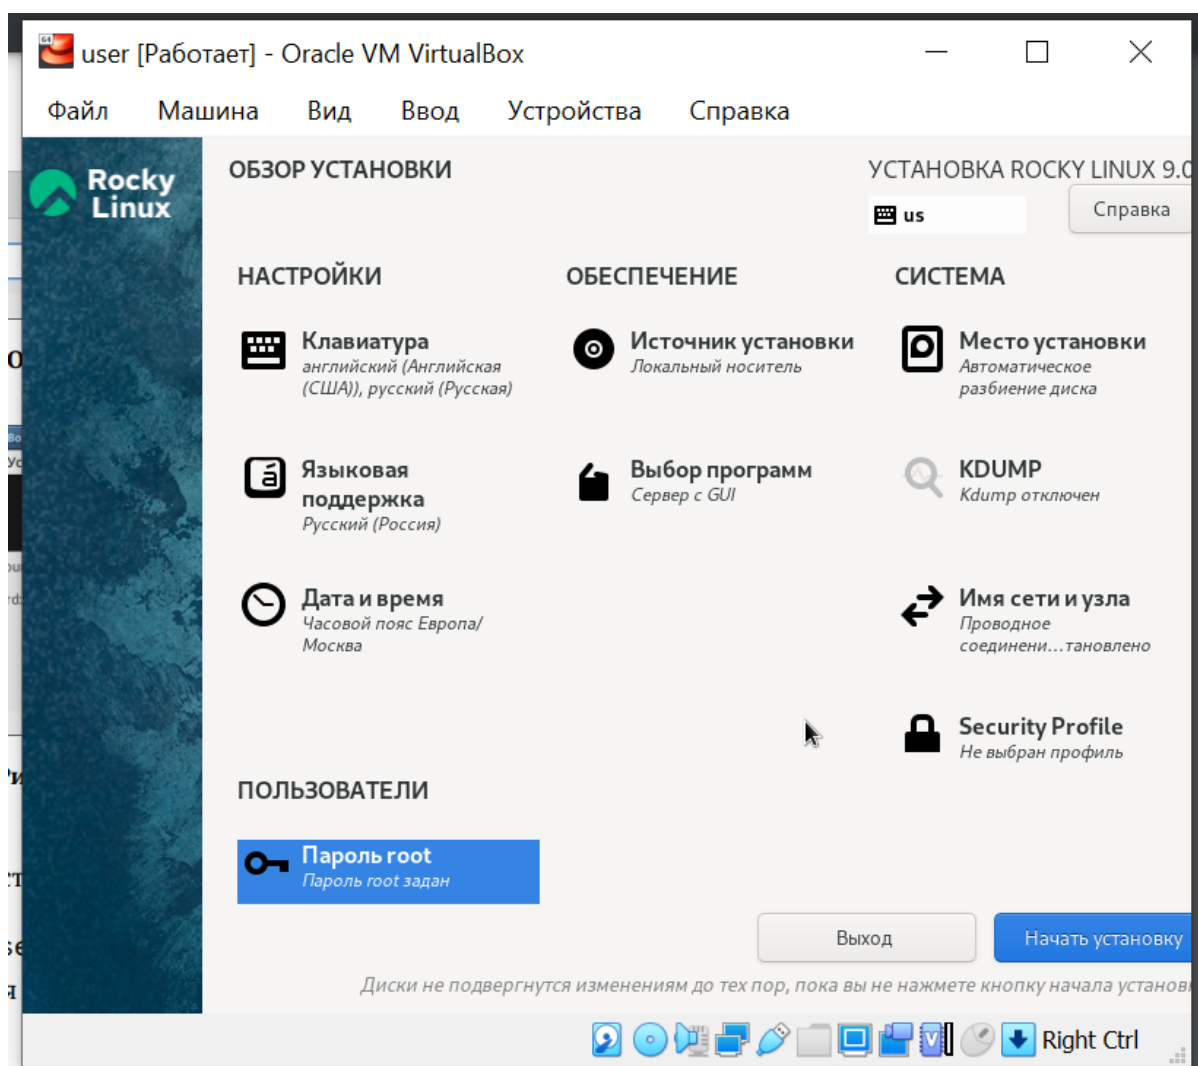 64
user [Работает] - Oracle VM VirtualBox
Файл Машина Вид Ввод Устройства Справка
Rocky
Linux
ОБЗОР УСТАНОВКИ
УСТАНОВКА ROCKY LINUX 9.0
us
Справка
НАСТРОЙКИ
ОБЕСПЕЧЕНИЕ
СИСТЕМА
Клавиатура
английский (Английская
(США)), русский (Русская)
Источник установки
Локальный носитель
Место установки
Автоматическое
разбиение диска
Языковая
поддержка
Русский (Россия)
Выбор программ
Сервер с GUI
KDUMP
Kdump отключен
Дата и время
Часовой пояс Европа/
Москва
Имя сети и узла
Проводное
соединени...тановлено
Security Profile
Не выбран профиль
ПОЛЬЗОВАТЕЛИ
Пароль root
Пароль root задан
Выход
Начать установку
Диски не подвергнутся изменениям до тех пор, пока вы не нажмете кнопку начала установ
Right Ctrl